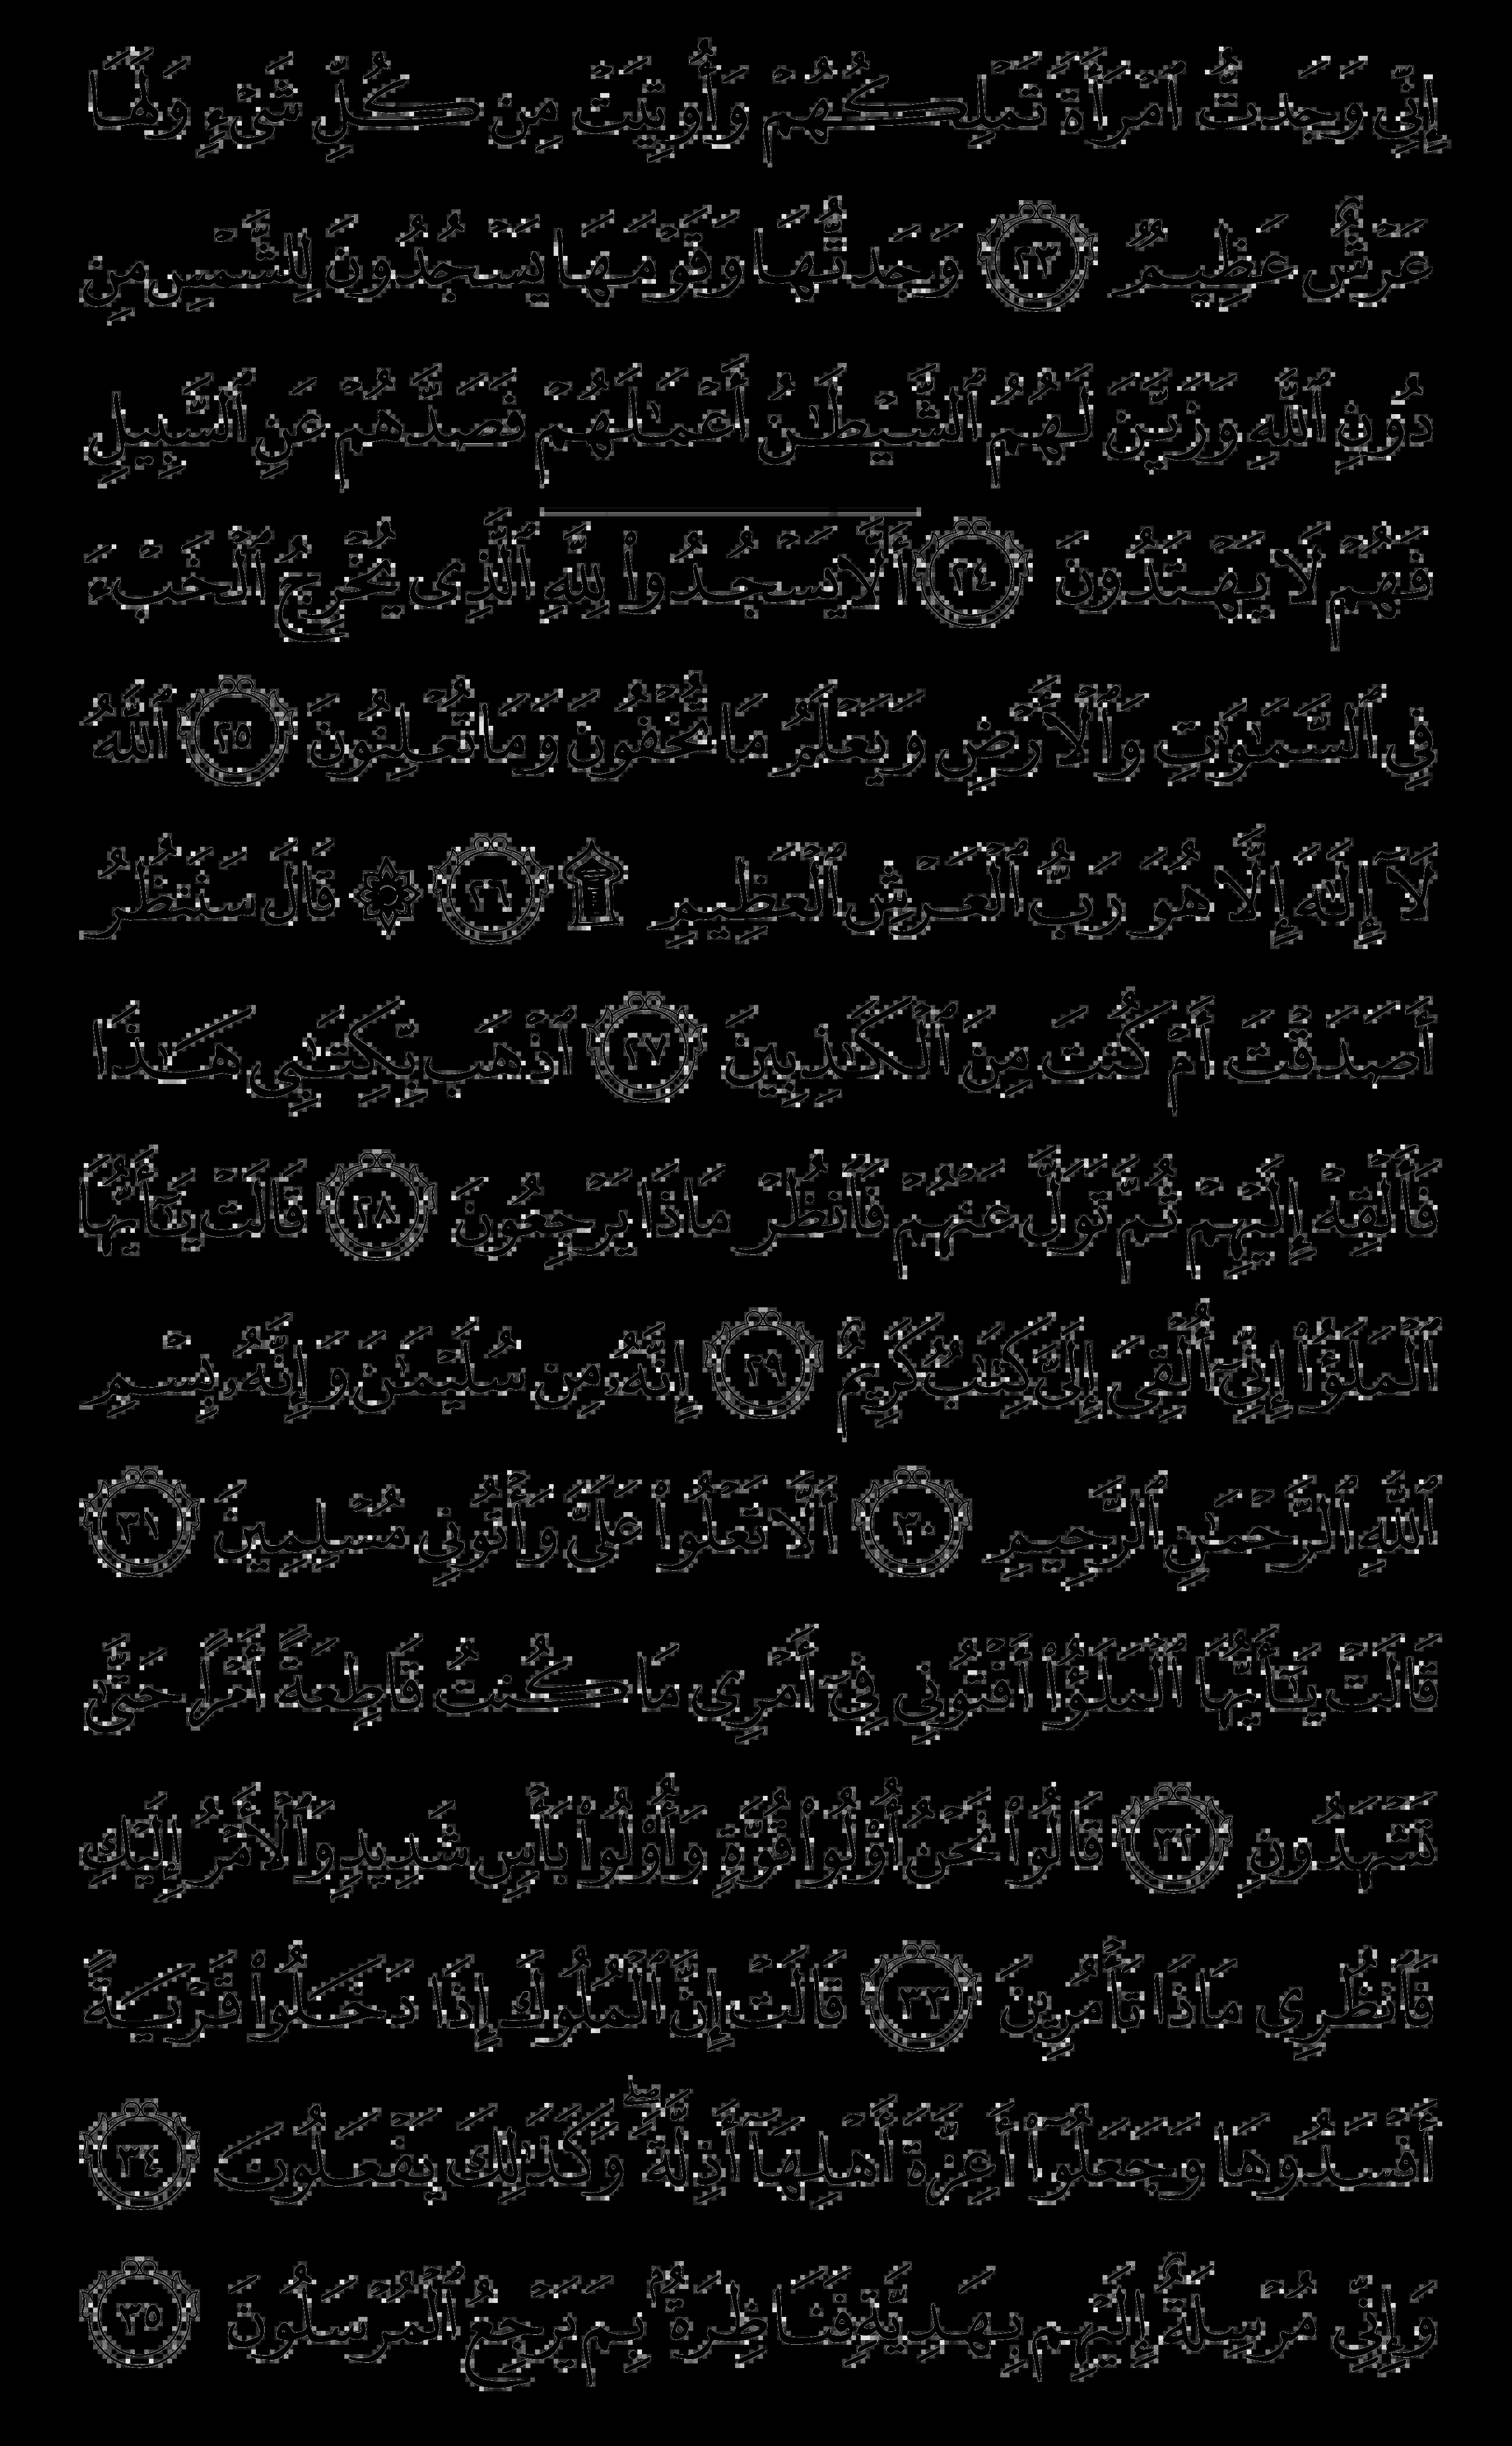 إِنِّى وَجَدتُّ ٱمْرَأَةً تَمْلِكُهُمْ وَأُوتِيَتْ مِن كُلِّ شَىْءٍ وَلَهَا
عَرْشٌ عَظِيمٌ ٢٣ وَجَدتُّهَا وَقَوْمَهَا يَسْجُدُونَ لِلشَّمْسِ مِن
دُونِ ٱللَّهِ وَزَيَّنَ لَهُمُ ٱلشَّيْطَٰنُ أَعْمَٰلَهُمْ فَصَدَّهُمْ عَنِ ٱلسَّبِيلِ
فَهُمْ لَا يَهْتَدُونَ ٢٤ أَلَّا يَسْجُدُوا۟ لِلَّهِ ٱلَّذِى يُخْرِجُ ٱلْخَبْءَ
فِى ٱلسَّمَٰوَٰتِ وَٱلْأَرْضِ وَيَعْلَمُ مَا تُخْفُونَ وَمَا تُعْلِنُونَ ٢٥ ٱللَّهُ
لَآ إِلَٰهَ إِلَّا هُوَ رَبُّ ٱلْعَرْشِ ٱلْعَظِيمِ ۩ ٢٦ ۞ قَالَ سَنَنظُرُ
أَصَدَقْتَ أَمْ كُنتَ مِنَ ٱلْكَٰذِبِينَ ٢٧ ٱذْهَب بِّكِتَٰبِى هَٰذَا
فَأَلْقِهْ إِلَيْهِمْ ثُمَّ تَوَلَّ عَنْهُمْ فَٱنظُرْ مَاذَا يَرْجِعُونَ ٢٨ قَالَتْ يَٰٓأَيُّهَا
ٱلْمَلَؤُا۟ إِنِّىٓ أُلْقِىَ إِلَىَّ كِتَٰبٌ كَرِيمٌ ٢٩ إِنَّهُۥ مِن سُلَيْمَٰنَ وَإِنَّهُۥ بِسْمِ
ٱللَّهِ ٱلرَّحْمَٰنِ ٱلرَّحِيمِ ٣٠ أَلَّا تَعْلُوا۟ عَلَىَّ وَأْتُونِى مُسْلِمِينَ ٣١
قَالَتْ يَٰٓأَيُّهَا ٱلْمَلَؤُا۟ أَفْتُونِى فِىٓ أَمْرِى مَا كُنتُ قَاطِعَةً أَمْرًا حَتَّىٰ
تَشْهَدُونِ ٣٢ قَالُوا۟ نَحْنُ أُو۟لُوا۟ قُوَّةٍ وَأُو۟لُوا۟ بَأْسٍ شَدِيدٍ وَٱلْأَمْرُ إِلَيْكِ
فَٱنظُرِى مَاذَا تَأْمُرِينَ ٣٣ قَالَتْ إِنَّ ٱلْمُلُوكَ إِذَا دَخَلُوا۟ قَرْيَةً
أَفْسَدُوهَا وَجَعَلُوٓا۟ أَعِزَّةَ أَهْلِهَآ أَذِلَّةً ۖ وَكَذَٰلِكَ يَفْعَلُونَ ٣٤
وَإِنِّى مُرْسِلَةٌ إِلَيْهِم بِهَدِيَّةٍ فَنَاظِرَةٌۢ بِمَ يَرْجِعُ ٱلْمُرْسَلُونَ ٣٥